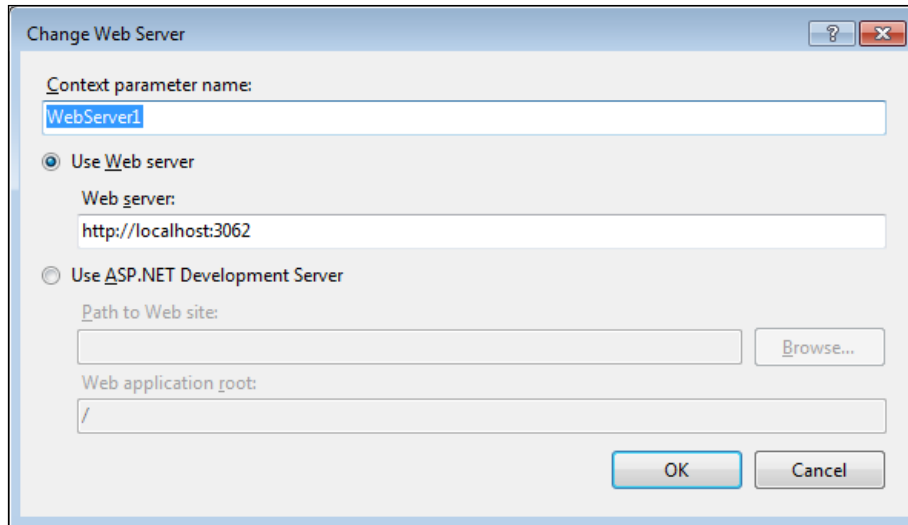 Change Web Server
?
Context parameter name:
WebServer1
Use Web server
Web server:
http://localhost:3062
Use ASP.NET Development Server
Path to Web site:
Browse...
Web application root:
/
OK Cancel